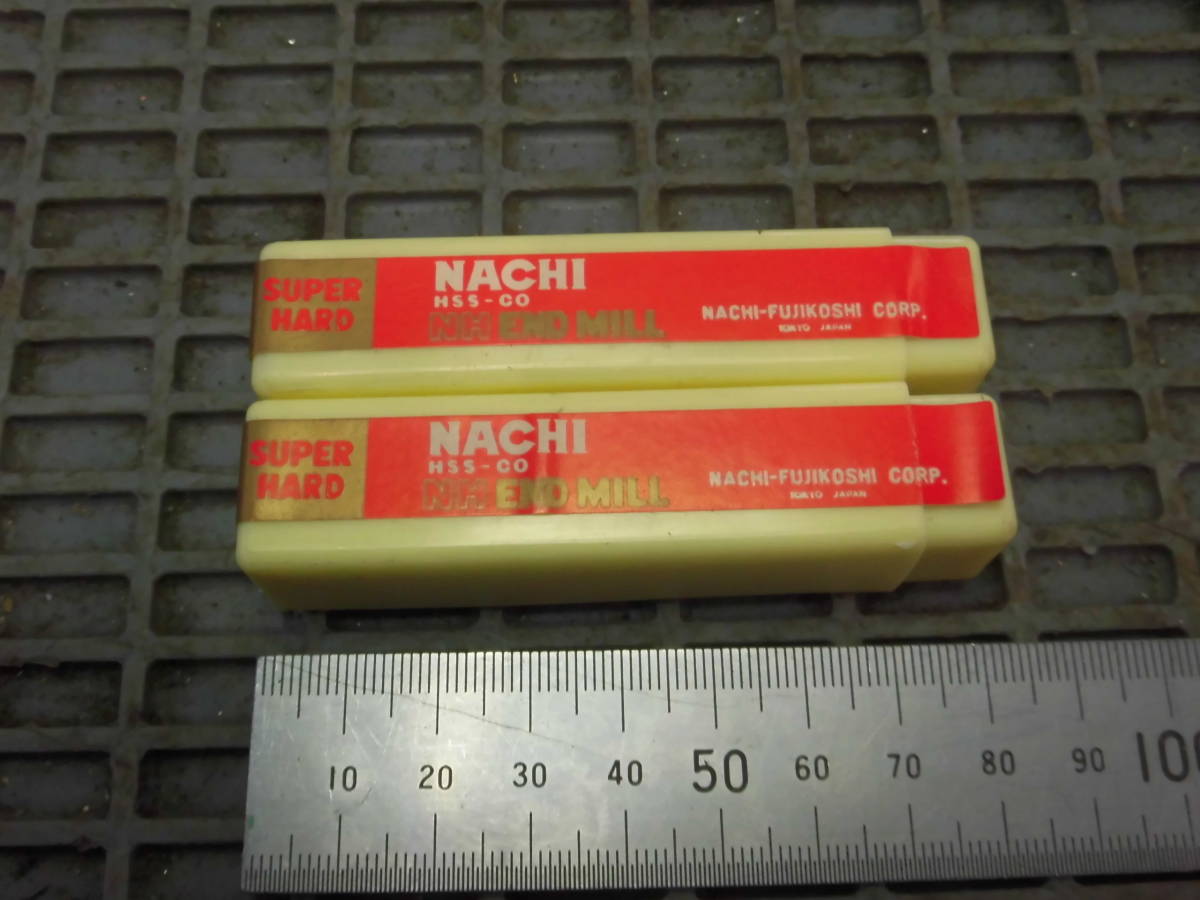 SUPER
HARD
NACHI
HSS-CO
NH END MILL
NACHI-FUJIKOSHI CORP.
TOKYO JAPAN
SUPER
HARD
NACHI
HSS-CO
NH END MILL
NACHI-FUJIKOSHI CORP.
TOKYO JAPAN
10 20 30 40 50 60 70 80 90 100